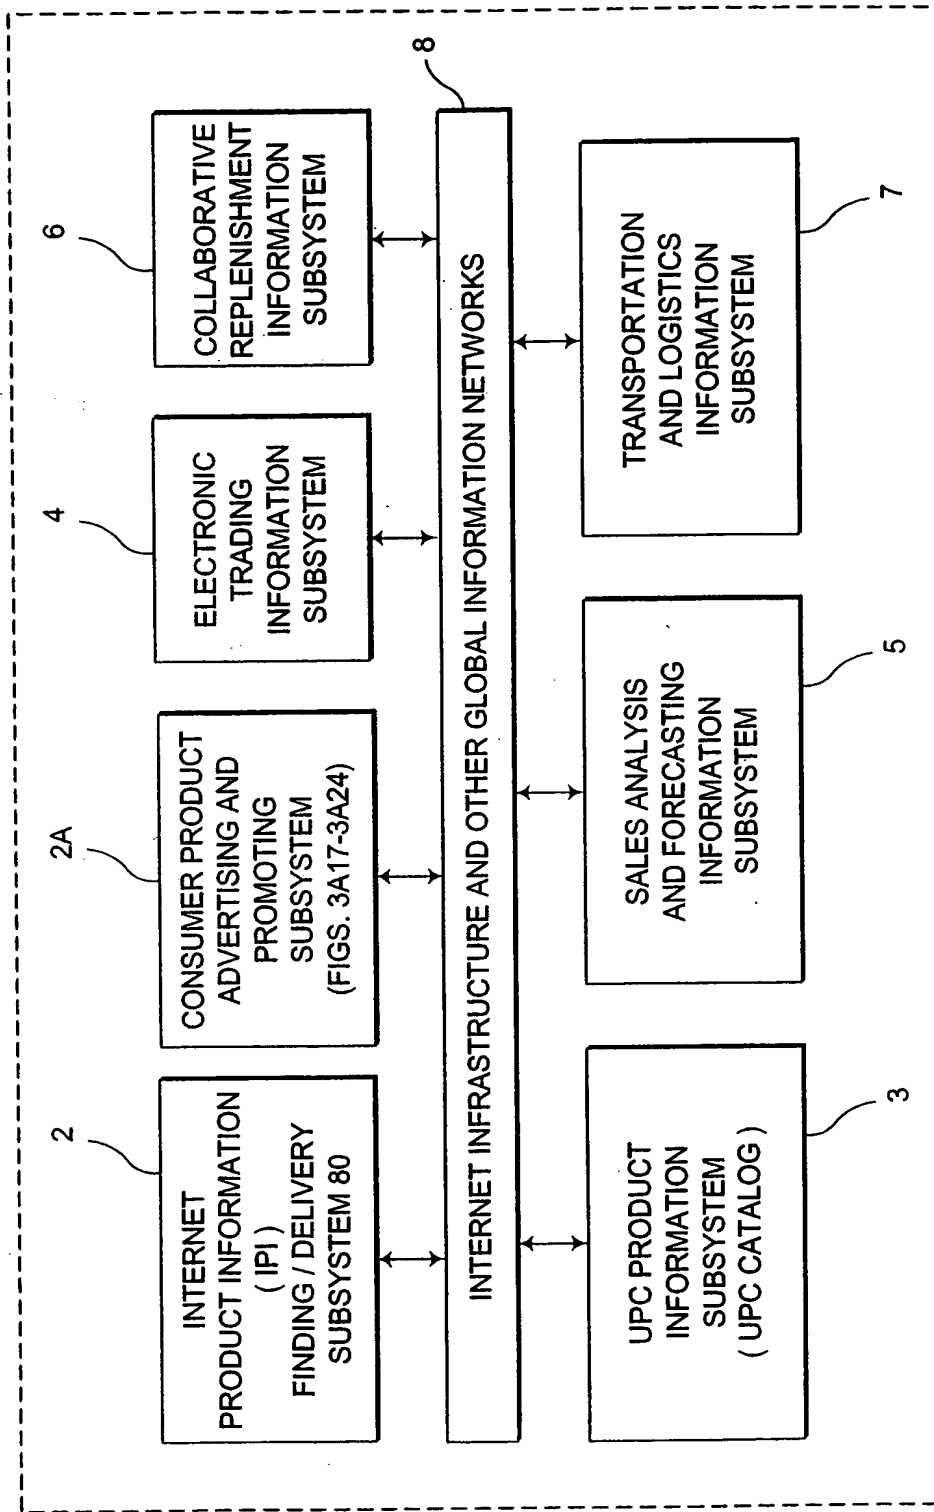 2
INTERNET
PRODUCT INFORMATION
( IPI )
FINDING / DELIVERY
SUBSYSTEM 80
2A
CONSUMER PRODUCT
ADVERTISING AND
PROMOTING
SUBSYSTEM
(FIGS. 3A17-3A24)
4
ELECTRONIC
TRADING
INFORMATION
SUBSYSTEM
6
COLLABORATIVE
REPLENISHMENT
INFORMATION
SUBSYSTEM
8
INTERNET INFRASTRUCTURE AND OTHER GLOBAL INFORMATION NETWORKS
UPC PRODUCT
INFORMATION
SUBSYSTEM
( UPC CATALOG )
3
SALES ANALYSIS
AND FORECASTING
INFORMATION
SUBSYSTEM
5
TRANSPORTATION
AND LOGISTICS
INFORMATION
SUBSYSTEM
7